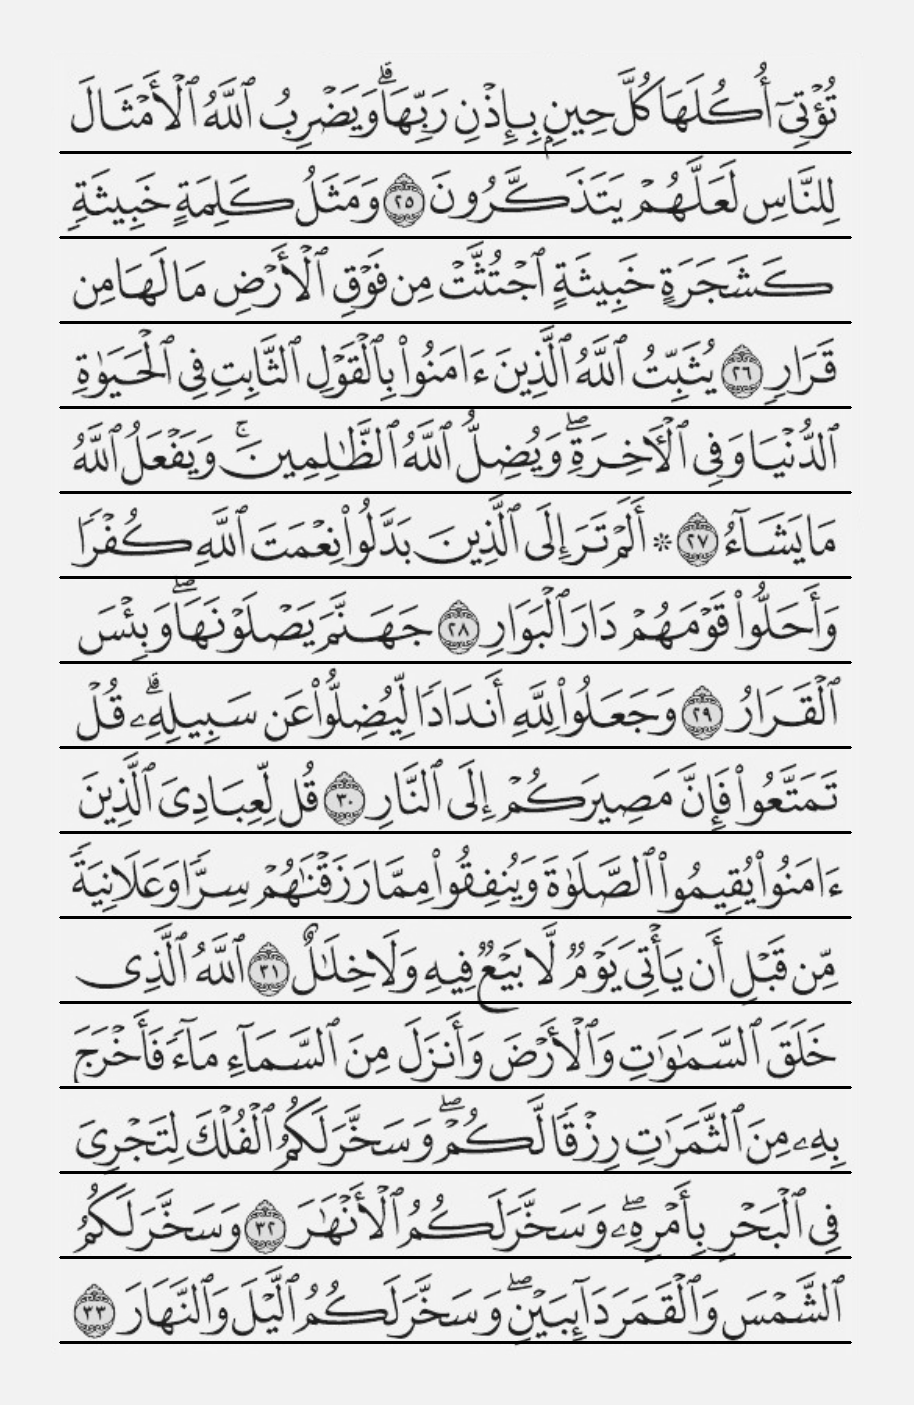 تُؤۡتِيٓ أُكُلَهَا كُلَّ حِينِۭ بِإِذۡنِ رَبِّهَاۗ وَيَضۡرِبُ ٱللَّهُ ٱلۡأَمۡثَالَ
لِلنَّاسِ لَعَلَّهُمۡ يَتَذَكَّرُونَ ٢٥ وَمَثَلُ كَلِمَةٍ خَبِيثَةٖ
كَشَجَرَةٍ خَبِيثَةٍ ٱجۡتُثَّتۡ مِن فَوۡقِ ٱلۡأَرۡضِ مَا لَهَا مِن
قَرَارٖ ٢٦ يُثَبِّتُ ٱللَّهُ ٱلَّذِينَ ءَامَنُواْ بِٱلۡقَوۡلِ ٱلثَّابِتِ فِي ٱلۡحَيَوٰةِ
ٱلدُّنۡيَا وَفِي ٱلۡأٓخِرَةِۖ وَيُضِلُّ ٱللَّهُ ٱلظَّٰلِمِينَۚ وَيَفۡعَلُ ٱللَّهُ
مَا يَشَآءُ ٢٧ ۞ أَلَمۡ تَرَ إِلَى ٱلَّذِينَ بَدَّلُواْ نِعۡمَتَ ٱللَّهِ كُفۡرٗا
وَأَحَلُّواْ قَوۡمَهُمۡ دَارَ ٱلۡبَوَارِ ٢٨ جَهَنَّمَ يَصۡلَوۡنَهَاۖ وَبِئۡسَ
ٱلۡقَرَارُ ٢٩ وَجَعَلُواْ لِلَّهِ أَندَادٗا لِّيُضِلُّواْ عَن سَبِيلِهِۦۗ قُلۡ
تَمَتَّعُواْ فَإِنَّ مَصِيرَكُمۡ إِلَى ٱلنَّارِ ٣٠ قُل لِّعِبَادِيَ ٱلَّذِينَ
ءَامَنُواْ يُقِيمُواْ ٱلصَّلَوٰةَ وَيُنفِقُواْ مِمَّا رَزَقۡنَٰهُمۡ سِرّٗا وَعَلَانِيَةٗ
مِّن قَبۡلِ أَن يَأۡتِيَ يَوۡمٞ لَّا بَيۡعٞ فِيهِ وَلَا خِلَٰلٌ ٣١ ٱللَّهُ ٱلَّذِي
خَلَقَ ٱلسَّمَٰوَٰتِ وَٱلۡأَرۡضَ وَأَنزَلَ مِنَ ٱلسَّمَآءِ مَآءٗ فَأَخۡرَجَ
بِهِۦ مِنَ ٱلثَّمَرَٰتِ رِزۡقٗا لَّكُمۡۖ وَسَخَّرَ لَكُمُ ٱلۡفُلۡكَ لِتَجۡرِيَ
فِي ٱلۡبَحۡرِ بِأَمۡرِهِۦۖ وَسَخَّرَ لَكُمُ ٱلۡأَنۡهَٰرَ ٣٢ وَسَخَّرَ لَكُمُ
ٱلشَّمۡسَ وَٱلۡقَمَرَ دَآئِبَيۡنِۖ وَسَخَّرَ لَكُمُ ٱلَّيۡلَ وَٱلنَّهَارَ ٣٣